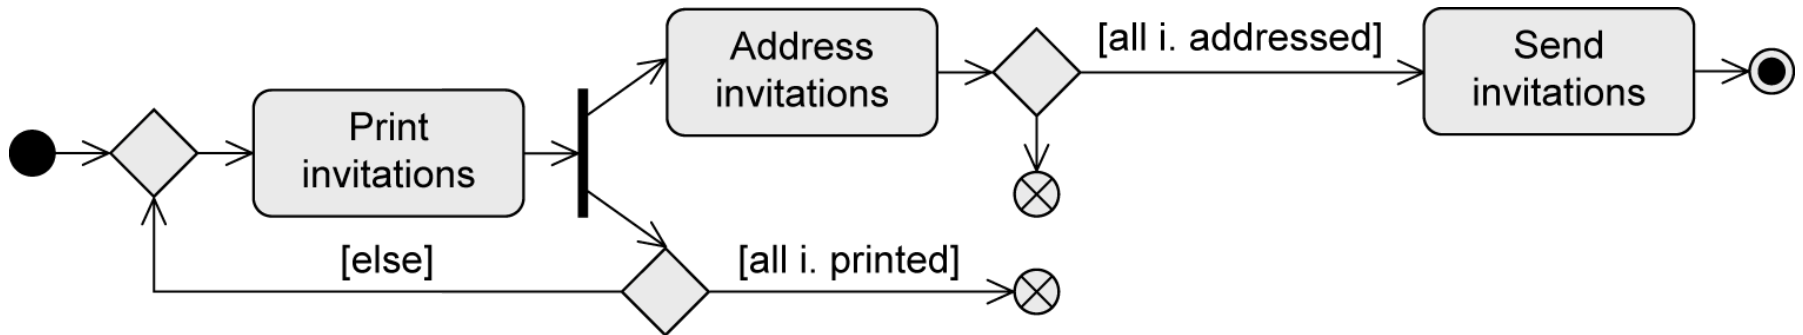 Print
invitations
Address
invitations
[all i. addressed]
Send
invitations
[else]
[all i. printed]